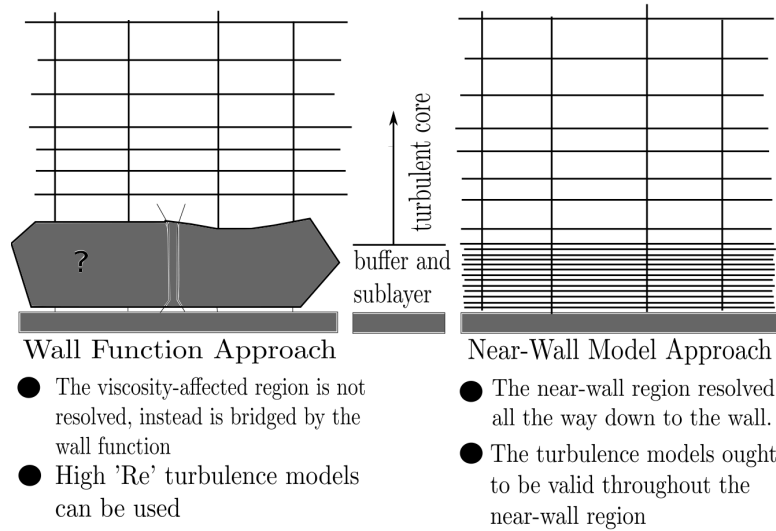 ?
turbulent core
buffer and
sublayer
Wall Function Approach
The viscosity-affected region is not
resolved, instead is bridged by the
wall function
High 'Re' turbulence models
can be used
Near-Wall Model Approach
The near-wall region resolved
all the way down to the wall.
The turbulence models ought
to be valid throughout the
near-wall region